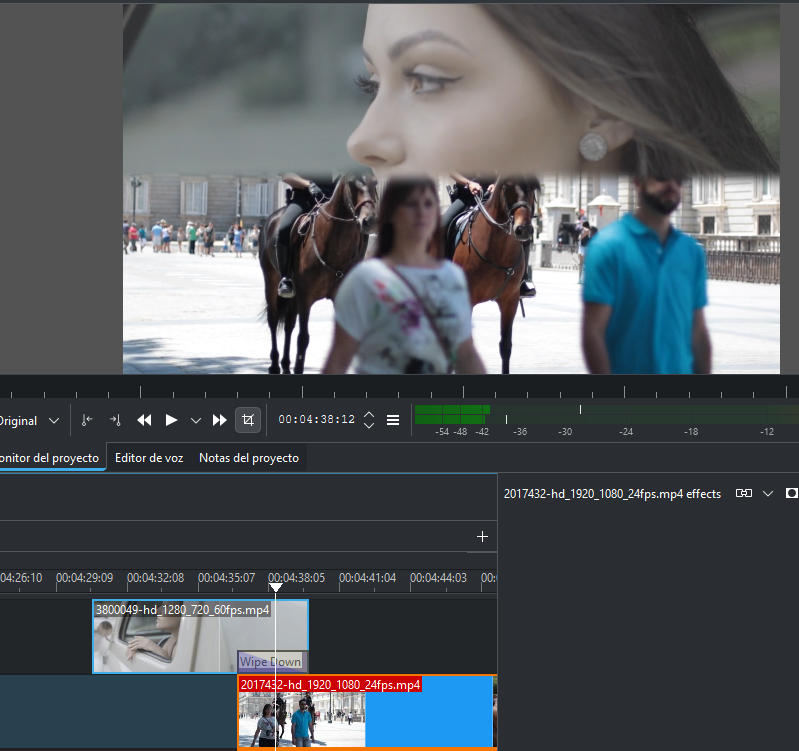 Original
00:04:38:12
-54 -48 -42 -36 -30 -24 -18 -12
onitor del proyecto Editor de voz Notas del proyecto
2017432-hd_1920_1080_24fps.mp4 effects
04:26:10 00:04:29:09 00:04:32:08 00:04:35:07 00:04:38:05 00:04:41:04 00:04:44:03 00:0
3800049-hd_1280_720_60fps.mp4
Wipe Down
2017432-hd_1920_1080_24fps.mp4